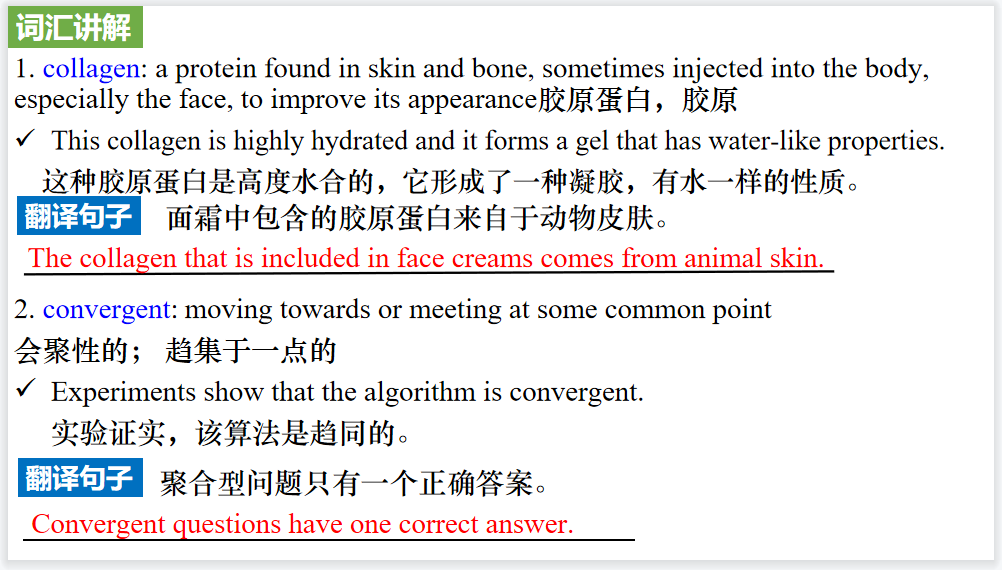 词汇讲解
1. collagen: a protein found in skin and bone, sometimes injected into the body,
especially the face, to improve its appearance胶原蛋白，胶原
✓ This collagen is highly hydrated and it forms a gel that has water-like properties.
这种胶原蛋白是高度水合的，它形成了一种凝胶，有水一样的性质。
翻译句子 面霜中包含的胶原蛋白来自于动物皮肤。
The collagen that is included in face creams comes from animal skin.
2. convergent: moving towards or meeting at some common point
会聚性的； 趋集于一点的
✓ Experiments show that the algorithm is convergent.
实验证实，该算法是趋同的。
翻译句子 聚合型问题只有一个正确答案。
Convergent questions have one correct answer.